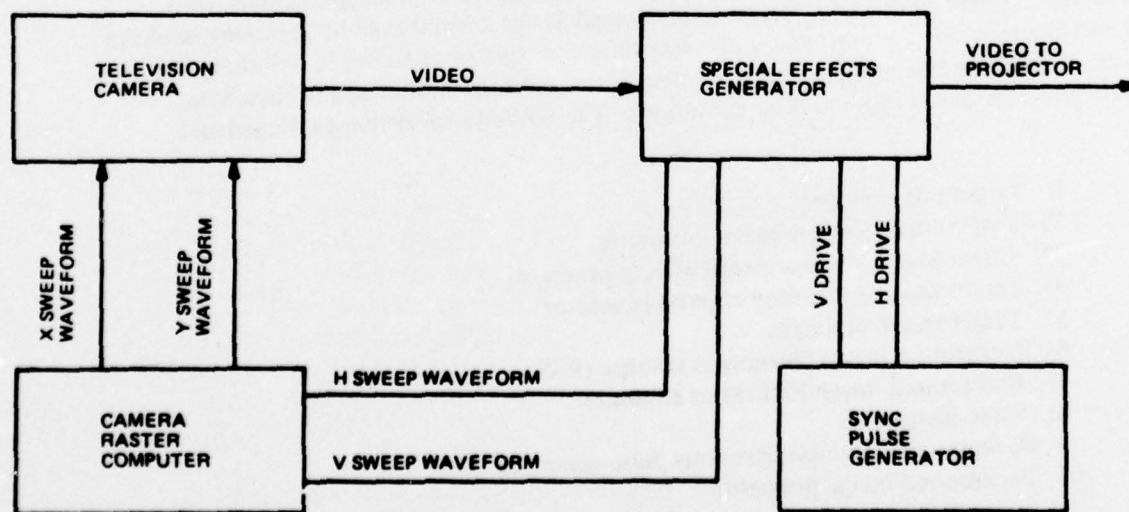 TELEVISION
CAMERA
VIDEO
SPECIAL EFFECTS
GENERATOR
VIDEO TO
PROJECTOR
X SWEEP
WAVEFORM
Y SWEEP
WAVEFORM
V DRIVE
H DRIVE
CAMERA
RASTER
COMPUTER
H SWEEP WAVEFORM
V SWEEP WAVEFORM
SYNC
PULSE
GENERATOR